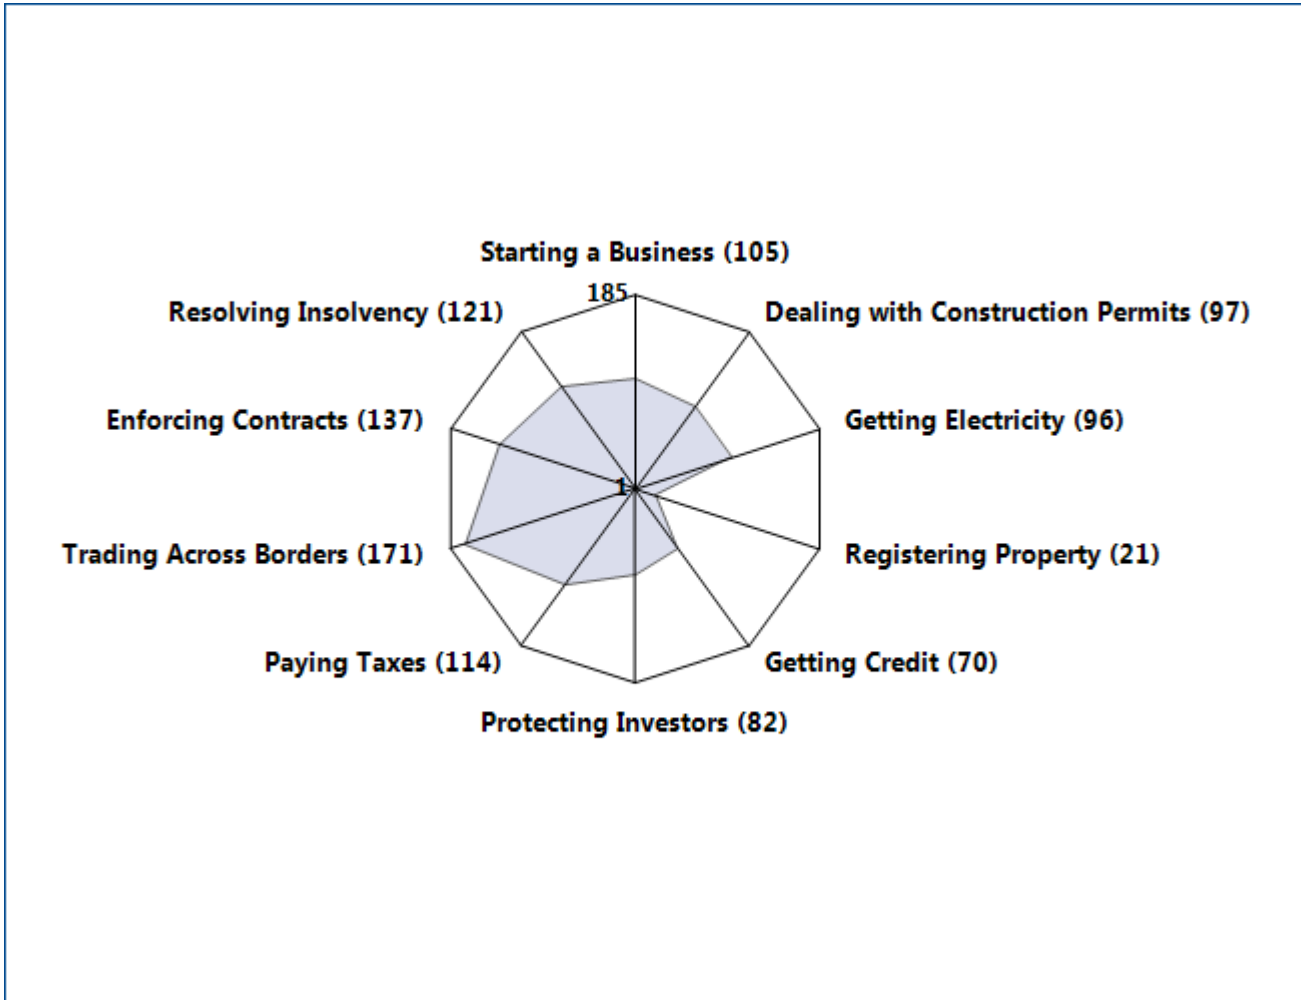 Starting a Business (105)
185
Resolving Insolvency (121)
Dealing with Construction Permits (97)
Enforcing Contracts (137)
Getting Electricity (96)
1
Trading Across Borders (171)
Registering Property (21)
Paying Taxes (114)
Getting Credit (70)
Protecting Investors (82)